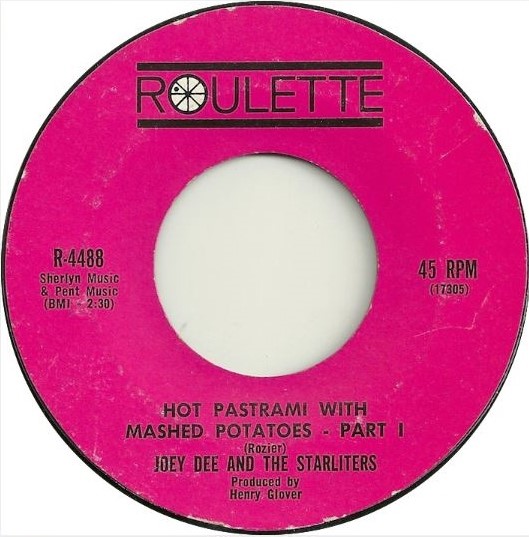 ROULETTE
R-4488
Sherlyn Music
& Pent Music
(BMI - 2:30)
45 RPM
(17305)
HOT PASTRAMI WITH
MASHED POTATOES - PART I
(Rozier)
JOEY DEE AND THE STARLITERS
Produced by
Henry Glover